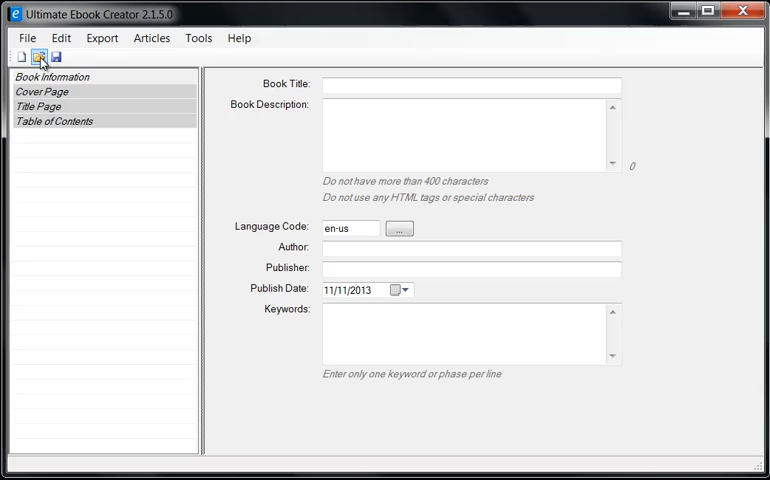 Ultimate Ebook Creator 2.1.5.0
File Edit Export Articles Tools Help
Book Information
Cover Page
Title Page
Table of Contents
Book Title:
Book Description:
0
Do not have more than 400 characters
Do not use any HTML tags or special characters
Language Code: en-us ...
Author:
Publisher:
Publish Date: 11/11/2013
Keywords:
Enter only one keyword or phase per line